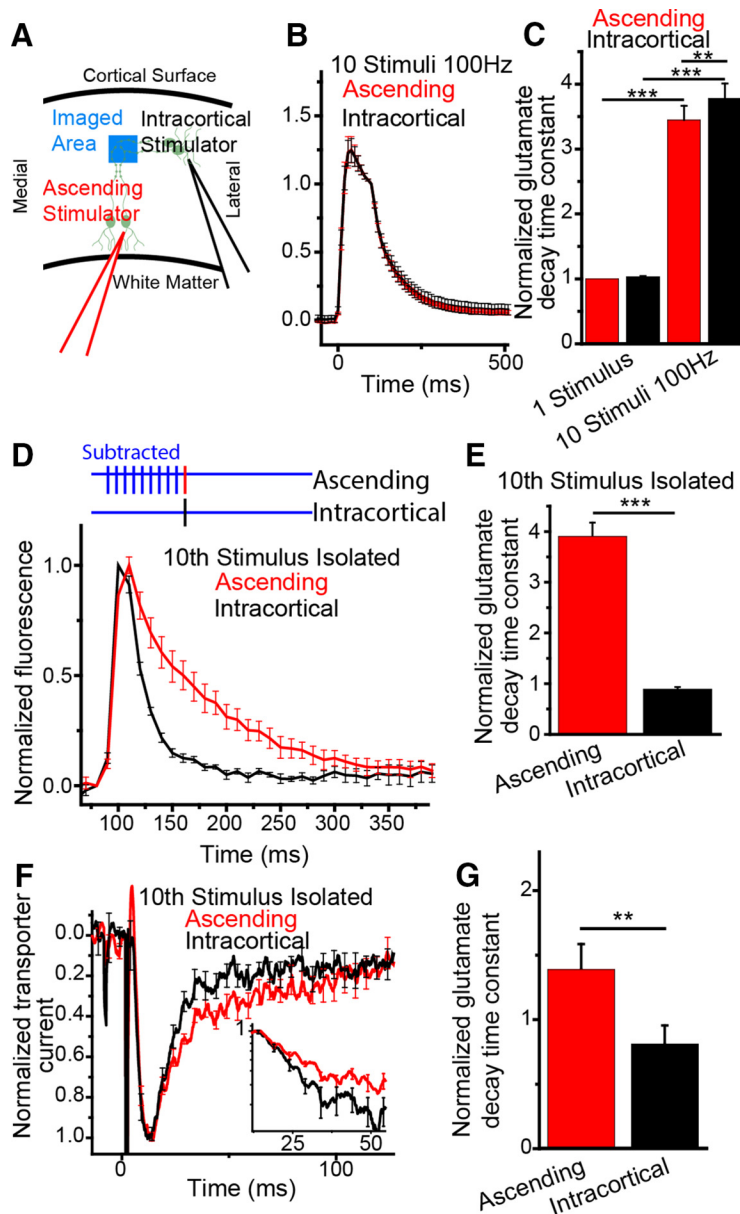 A
Cortical Surface
Imaged
Area
Intracortical
Stimulator
Medial
Lateral
Ascending
Stimulator
White Matter
B
10 Stimuli 100Hz
Ascending
Intracortical
1.5
1.0
0.5
0.0
0
500
Time (ms)
C
Ascending
Intracortical
**
***
***
Normalized glutamate
decay time constant
4
3
2
1
0
1 Stimulus
10 Stimuli 100Hz
D
Subtracted
Ascending
Intracortical
10th Stimulus Isolated
Ascending
Intracortical
Normalized fluorescence
1.0
0.5
0.0
100
150
200
250
300
350
Time (ms)
E
10th Stimulus Isolated
***
Normalized glutamate
decay time constant
4
3
2
1
0
Ascending
Intracortical
F
10th Stimulus Isolated
Ascending
Intracortical
Normalized transporter
current
0.0
0.2
0.4
0.6
0.8
1.0
1
25
50
0
100
Time (ms)
G
**
Normalized glutamate
decay time constant
2
1
0
Ascending
Intracortical